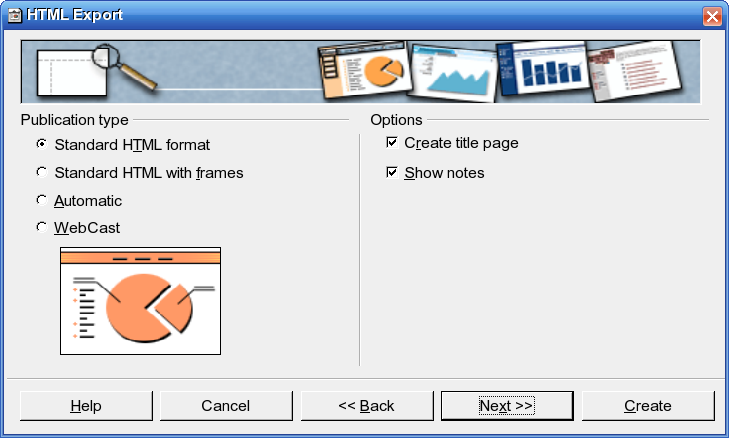 HTML Export
Publication type
Standard HTML format
Standard HTML with frames
Automatic
WebCast
Options
Create title page
Show notes
Help
Cancel
<< Back
Next >>
Create